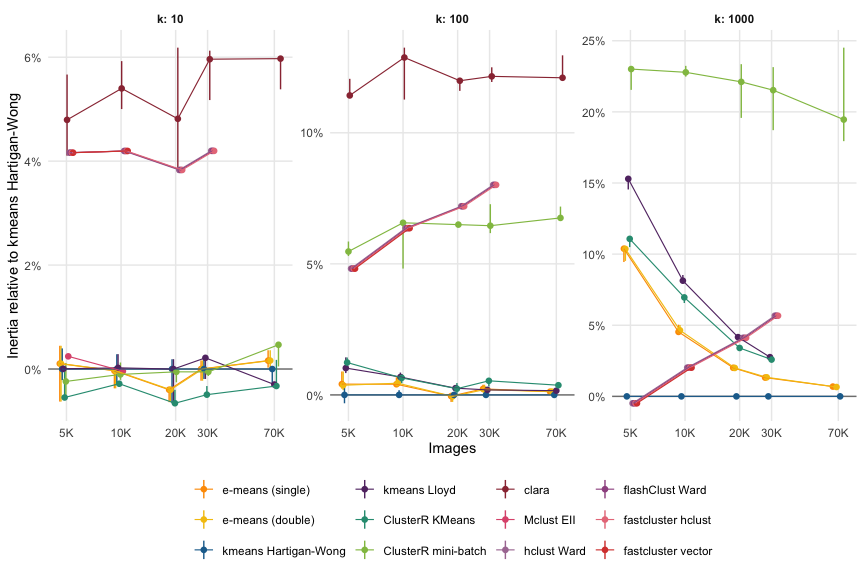 k: 10 k: 100 k: 1000
Inertia relative to kmeans Hartigan-Wong
6%
4%
2%
0%
10%
5%
0%
25%
20%
15%
10%
5%
0%
5K 10K 20K 30K 70K
5K 10K 20K 30K 70K
5K 10K 20K 30K 70K
Images
e-means (single) kmeans Lloyd clara flashClust Ward
e-means (double) ClusterR KMeans Mclust EII fastcluster hclust
kmeans Hartigan-Wong ClusterR mini-batch hclust Ward fastcluster vector